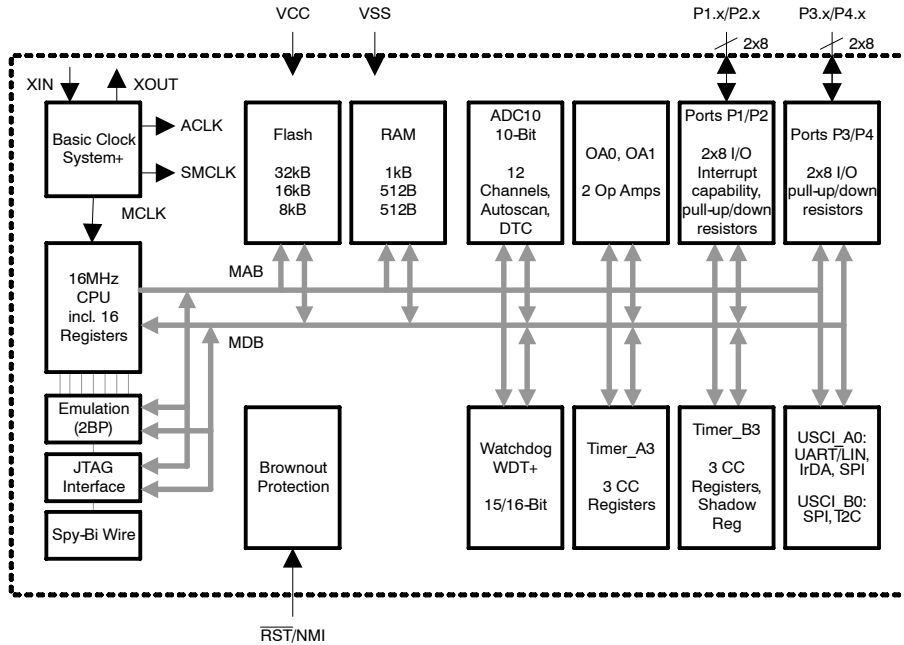 VCC
VSS
P1.x/P2.x
2x8
P3.x/P4.x
2x8
XIN
XOUT
Basic Clock
System+
ACLK
SMCLK
MCLK
Flash
32kB
16kB
8kB
RAM
1kB
512B
512B
ADC10
10-Bit
12
Channels,
Autoscan,
DTC
OA0, OA1
2 Op Amps
Ports P1/P2
2x8 I/O
Interrupt
capability,
pull-up/down
resistors
Ports P3/P4
2x8 I/O
pull-up/down
resistors
16MHz
CPU
incl. 16
Registers
MAB
MDB
Emulation
(2BP)
JTAG
Interface
Spy-Bi Wire
Brownout
Protection
Watchdog
WDT+
15/16-Bit
Timer_A3
3 CC
Registers
Timer_B3
3 CC
Registers,
Shadow
Reg
USCI_A0:
UART/LIN,
IrDA, SPI
USCI_B0:
SPI, I2C
RST/NMI